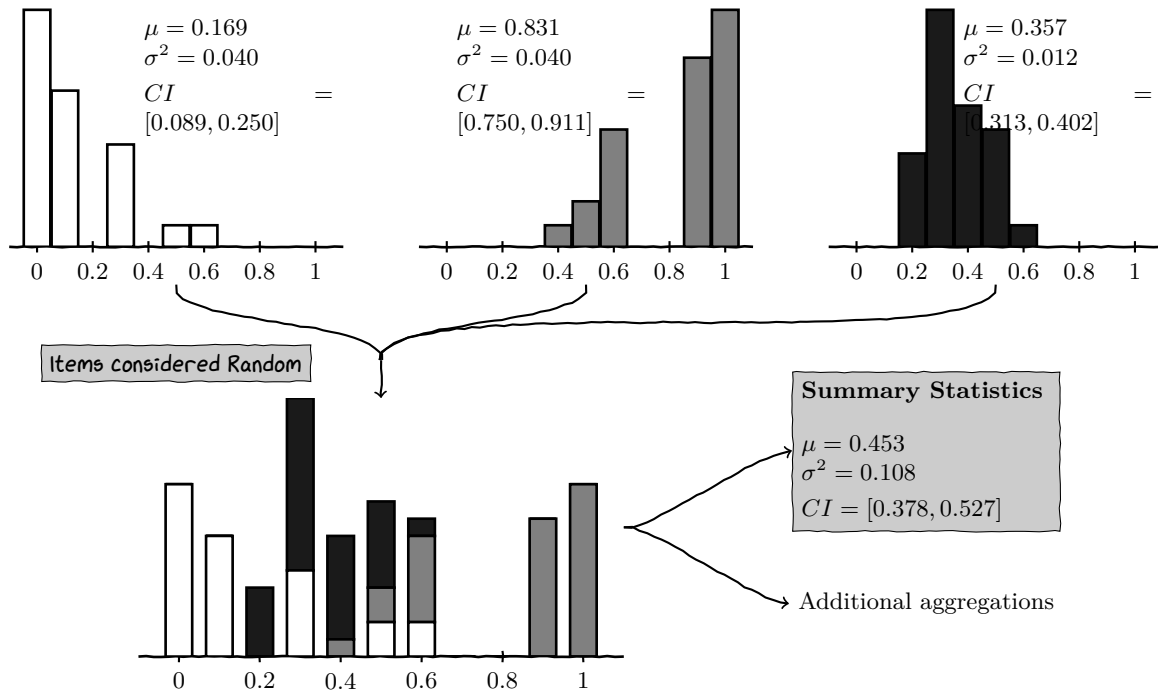 μ = 0.169
σ² = 0.040
CI =
[0.089, 0.250]
0 0.2 0.4 0.6 0.8 1
μ = 0.831
σ² = 0.040
CI =
[0.750, 0.911]
0 0.2 0.4 0.6 0.8 1
μ = 0.357
σ² = 0.012
CI =
[0.313, 0.402]
0 0.2 0.4 0.6 0.8 1
Items considered Random
0 0.2 0.4 0.6 0.8 1
Summary Statistics
μ = 0.453
σ² = 0.108
CI = [0.378, 0.527]
Additional aggregations